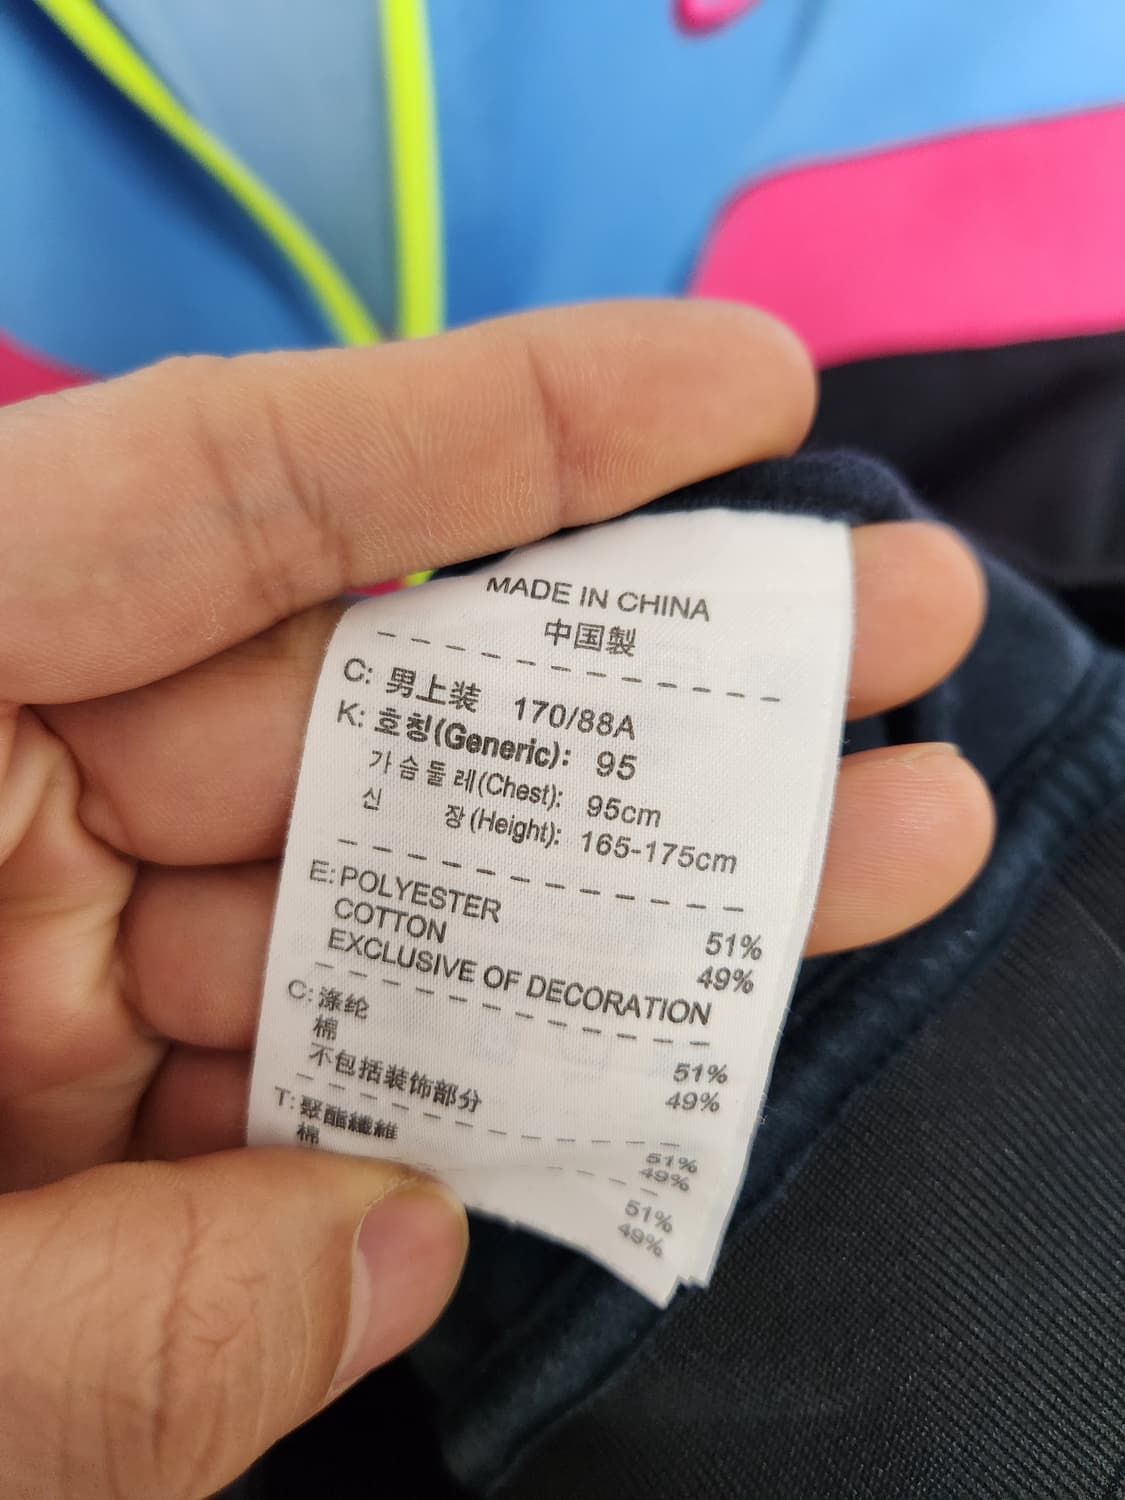 MADE IN CHINA
中国製
C: 男上装 170/88A
K: 호칭(Generic): 95
가슴둘레(Chest): 95cm
신 장(Height): 165-175cm
E: POLYESTER 51%
COTTON 49%
EXCLUSIVE OF DECORATION
C: 涤纶 51%
棉 49%
不包括装饰部分
T: 聚酯纖維 51%
棉 49%
51%
49%